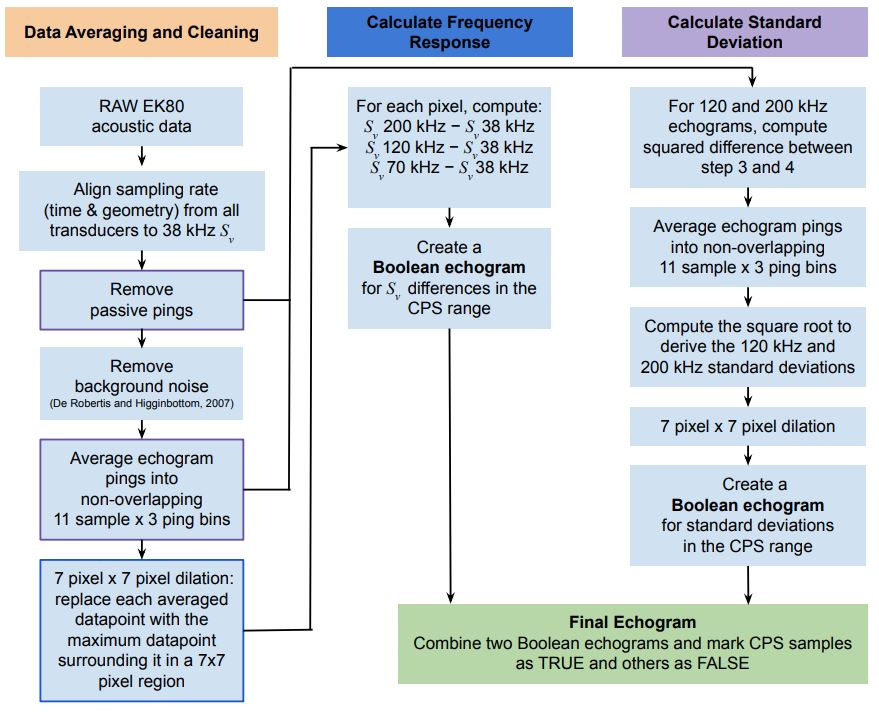 Data Averaging and Cleaning
RAW EK80
acoustic data
Align sampling rate
(time & geometry) from all
transducers to 38 kHz Sv
Remove
passive pings
Remove
background noise
(De Robertis and Higginbottom, 2007)
Average echogram
pings into
non-overlapping
11 sample x 3 ping bins
7 pixel x 7 pixel dilation:
replace each averaged
datapoint with the
maximum datapoint
surrounding it in a 7x7
pixel region
Calculate Frequency
Response
For each pixel, compute:
Sv 200 kHz − Sv 38 kHz
Sv 120 kHz − Sv 38 kHz
Sv 70 kHz − Sv 38 kHz
Create a
Boolean echogram
for Sv differences in the
CPS range
Calculate Standard
Deviation
For 120 and 200 kHz
echograms, compute
squared difference between
step 3 and 4
Average echogram pings
into non-overlapping
11 sample x 3 ping bins
Compute the square root to
derive the 120 kHz and
200 kHz standard deviations
7 pixel x 7 pixel dilation
Create a
Boolean echogram
for standard deviations
in the CPS range
Final Echogram
Combine two Boolean echograms and mark CPS samples
as TRUE and others as FALSE